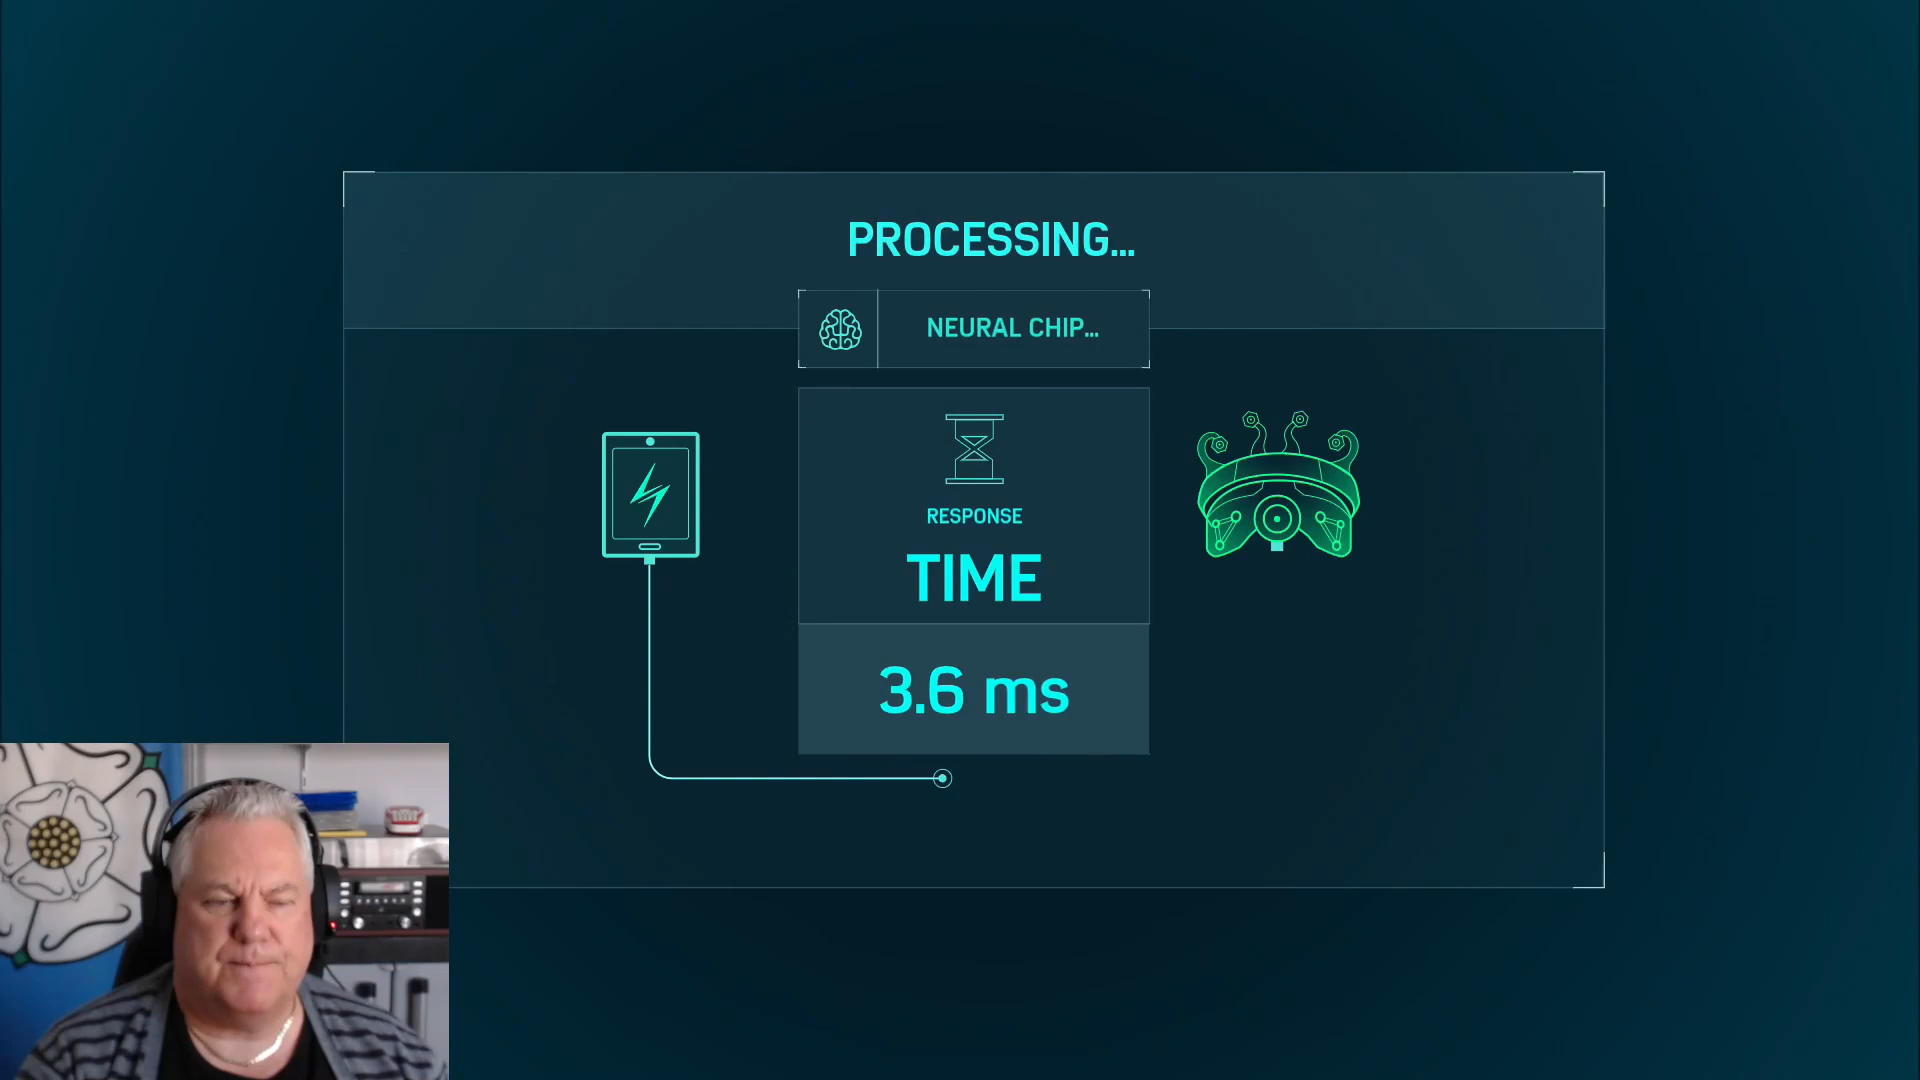 PROCESSING...
NEURAL CHIP...
RESPONSE
TIME
3.6 ms